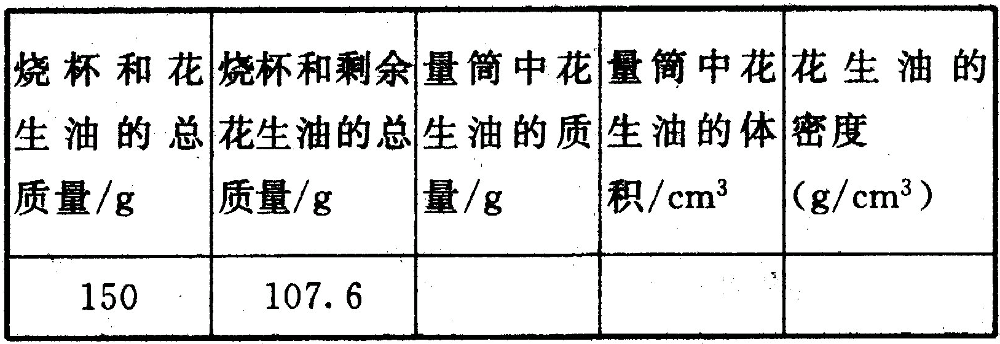 烧杯和花
生油的总
质量/g
烧杯和剩余
花生油的总
质量/g
量筒中花
生油的质
量/g
量筒中花
生油的体
积/cm³
花生油的
密度
(g/cm³)
150
107.6